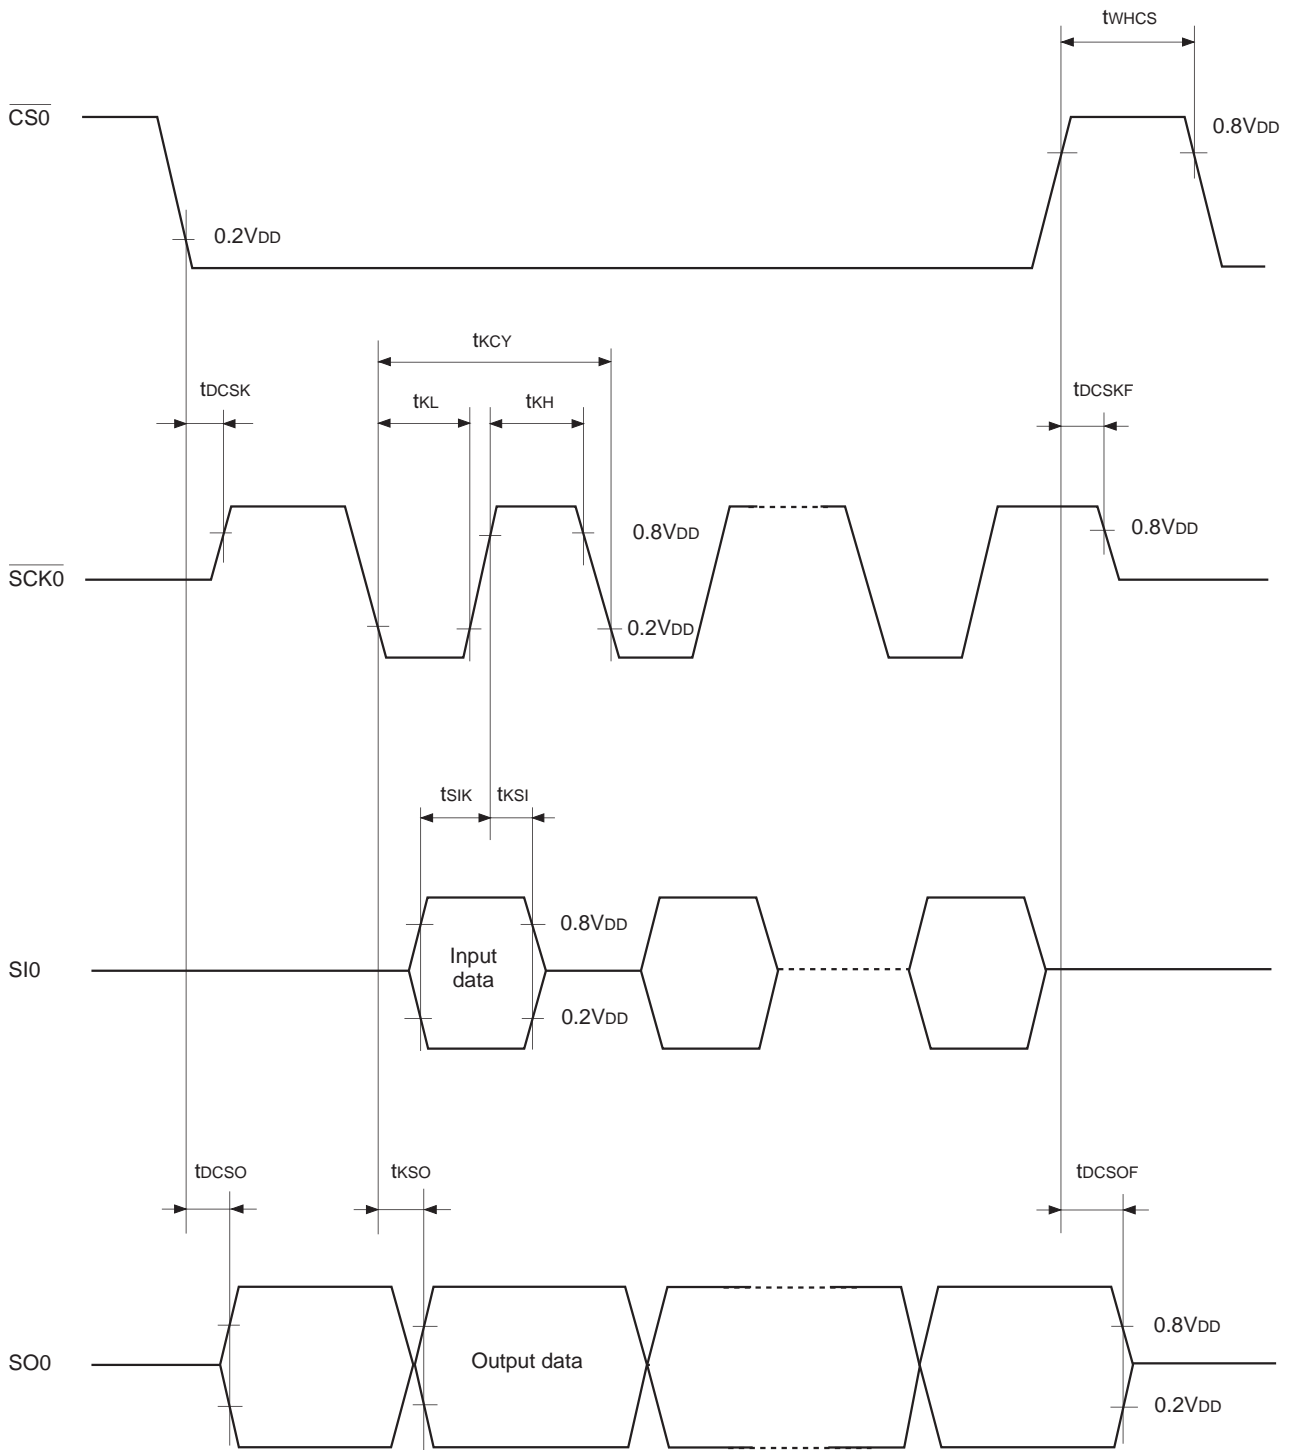 tWHCS
CS0
0.8VDD
0.2VDD
tKCY
tDCSK
tKL
tKH
tDCSKF
0.8VDD
0.8VDD
SCK0
0.2VDD
tSIK
tKSI
0.8VDD
Input
data
SI0
0.2VDD
tDCSO
tKSO
tDCSOF
0.8VDD
SO0
Output data
0.2VDD